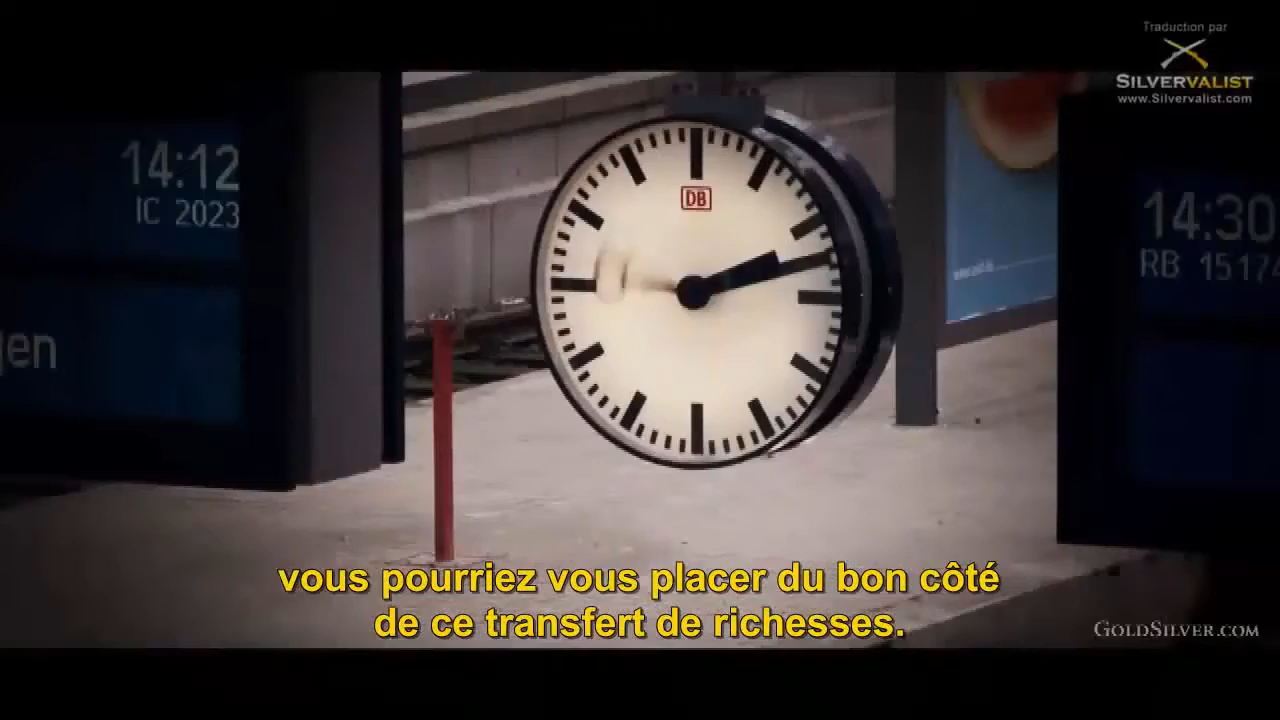 Traduction par
SILVERVALIST
www.Silvervalist.com
14:12
IC 2023
DB
14:30
RB 15174
gen
vous pourriez vous placer du bon côté
de ce transfert de richesses.
GOLDSILVER.COM